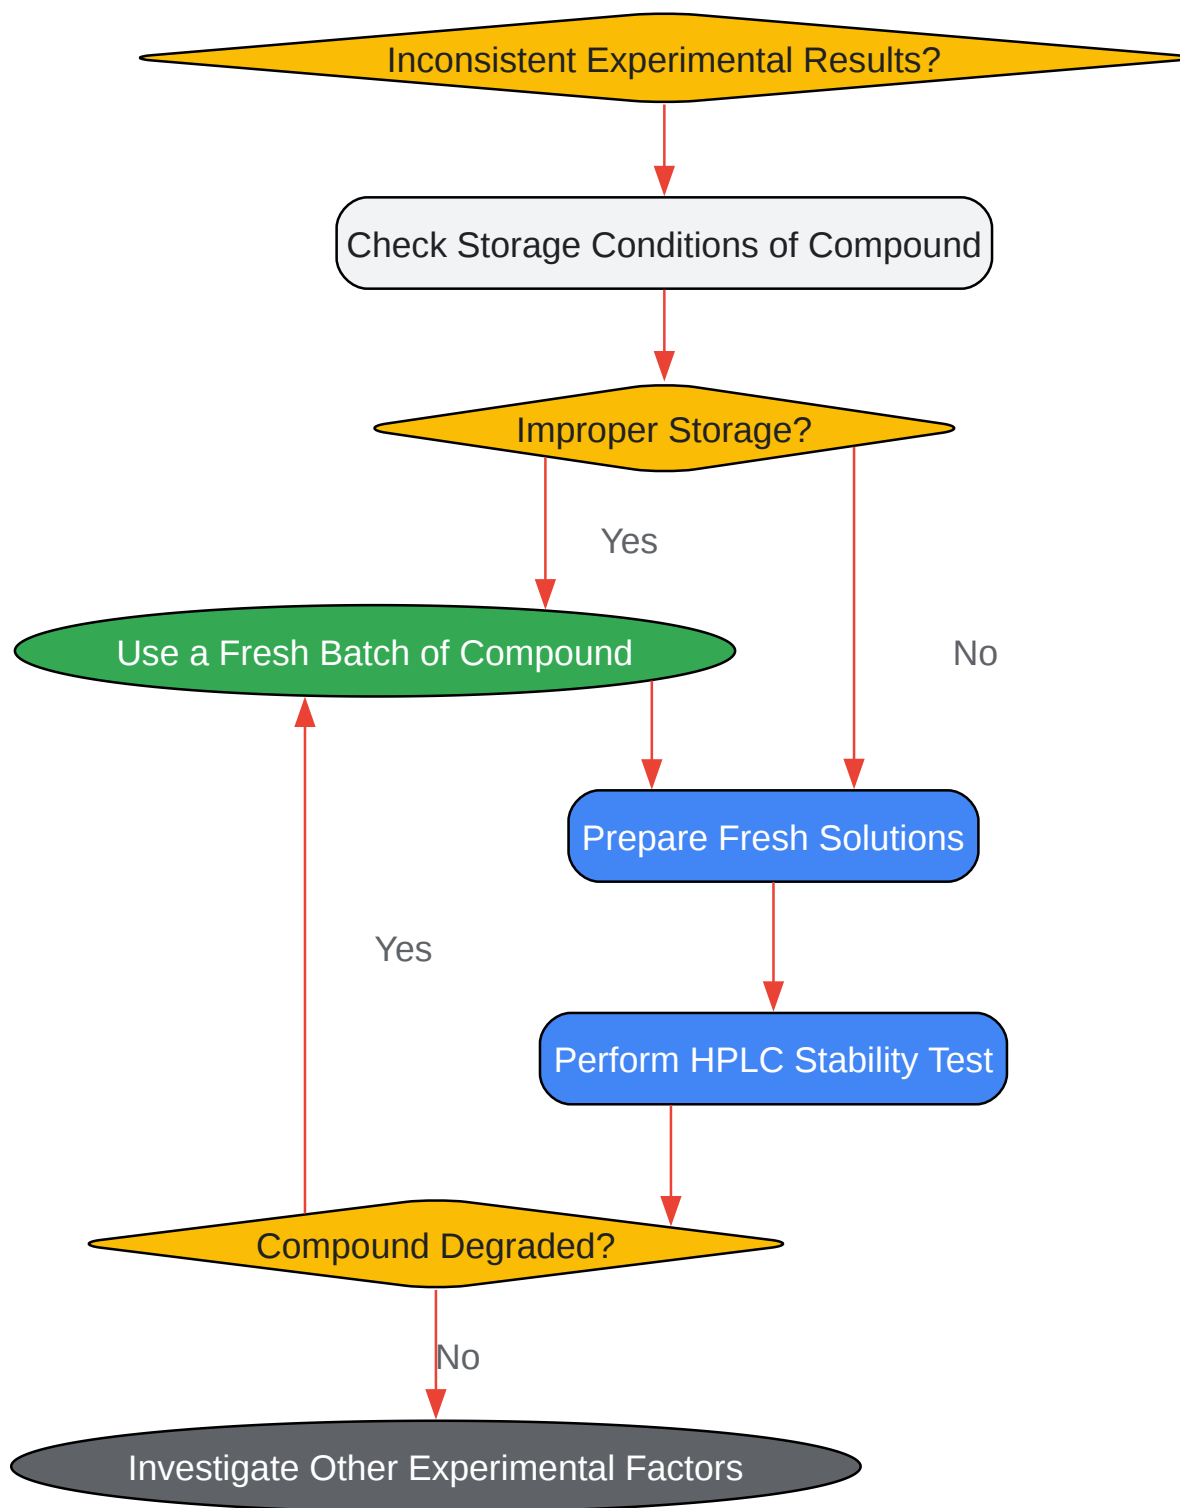 Inconsistent Experimental Results?
Check Storage Conditions of Compound
Improper Storage?
Yes
Use a Fresh Batch of Compound
No
Prepare Fresh Solutions
Yes
Perform HPLC Stability Test
Compound Degraded?
No
Investigate Other Experimental Factors